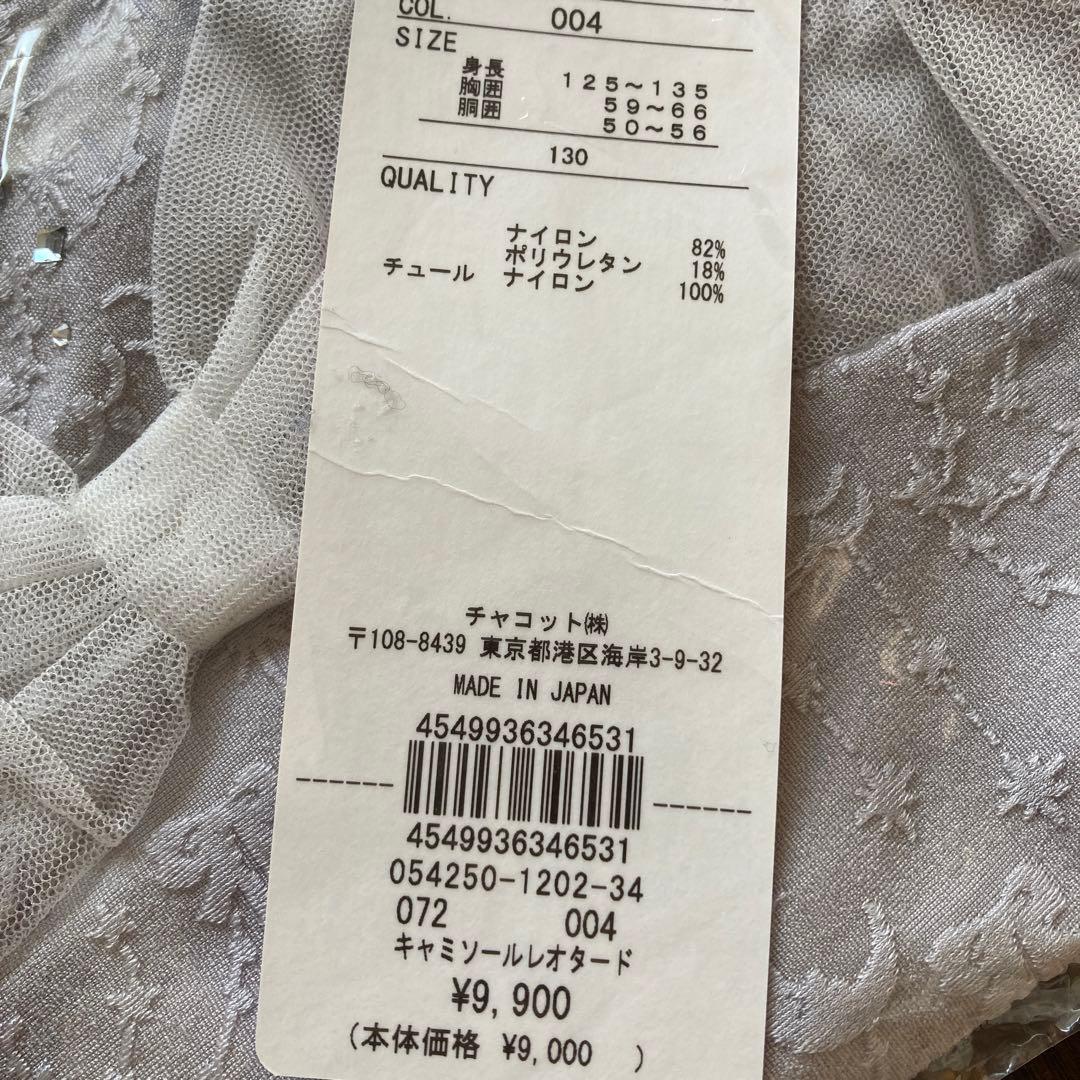 COL. 004
SIZE
身長 125～135
胸囲 59～66
胴囲 50～56
130
QUALITY
ナイロン 82%
ポリウレタン 18%
チュール ナイロン 100%
チャコット㈱
〒108-8439 東京都港区海岸3-9-32
MADE IN JAPAN
4549936346531
4549936346531
054250-1202-34
072 004
キャミソールレオタード
¥9,900
(本体価格 ¥9,000 )